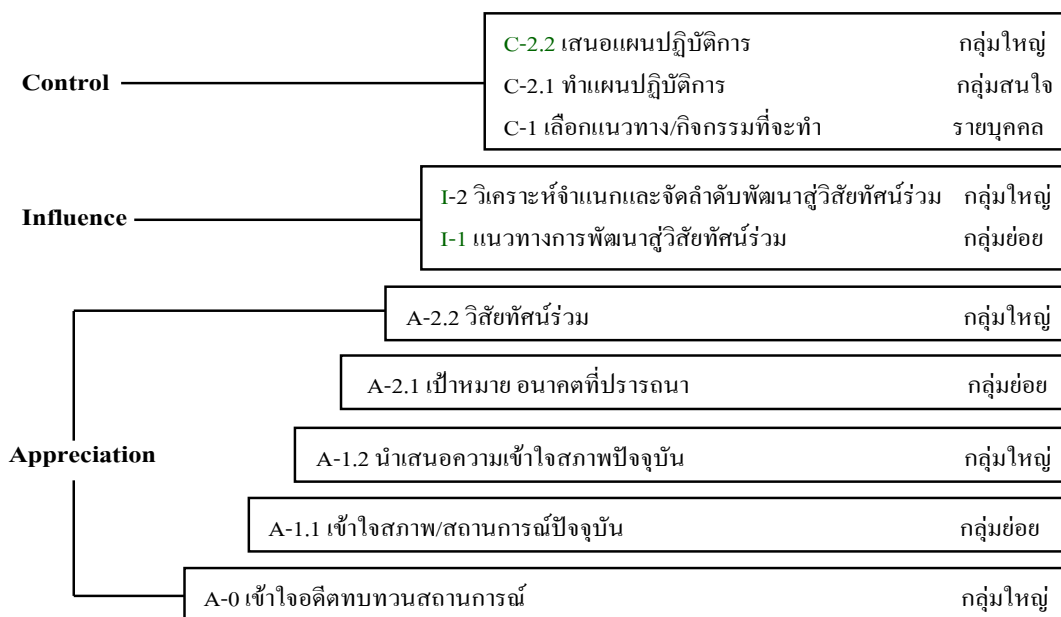 C-2.2 เสนอแผนปฏิบัติการ กลุ่มใหญ่
Control
C-2.1 ทำแผนปฏิบัติการ กลุ่มสนใจ
C-1 เลือกแนวทาง/กิจกรรมที่จะทำ รายบุคคล
I-2 วิเคราะห์จำแนกและจัดลำดับพัฒนาสู่วิสัยทัศน์ร่วม กลุ่มใหญ่
Influence
I-1 แนวทางการพัฒนาสู่วิสัยทัศน์ร่วม กลุ่มย่อย
A-2.2 วิสัยทัศน์ร่วม กลุ่มใหญ่
A-2.1 เป้าหมาย อนาคตที่ปรารถนา กลุ่มย่อย
Appreciation
A-1.2 นำเสนอความเข้าใจสภาพปัจจุบัน กลุ่มใหญ่
A-1.1 เข้าใจสภาพ/สถานการณ์ปัจจุบัน กลุ่มย่อย
A-0 เข้าใจอดีตทบทวนสถานการณ์ กลุ่มใหญ่